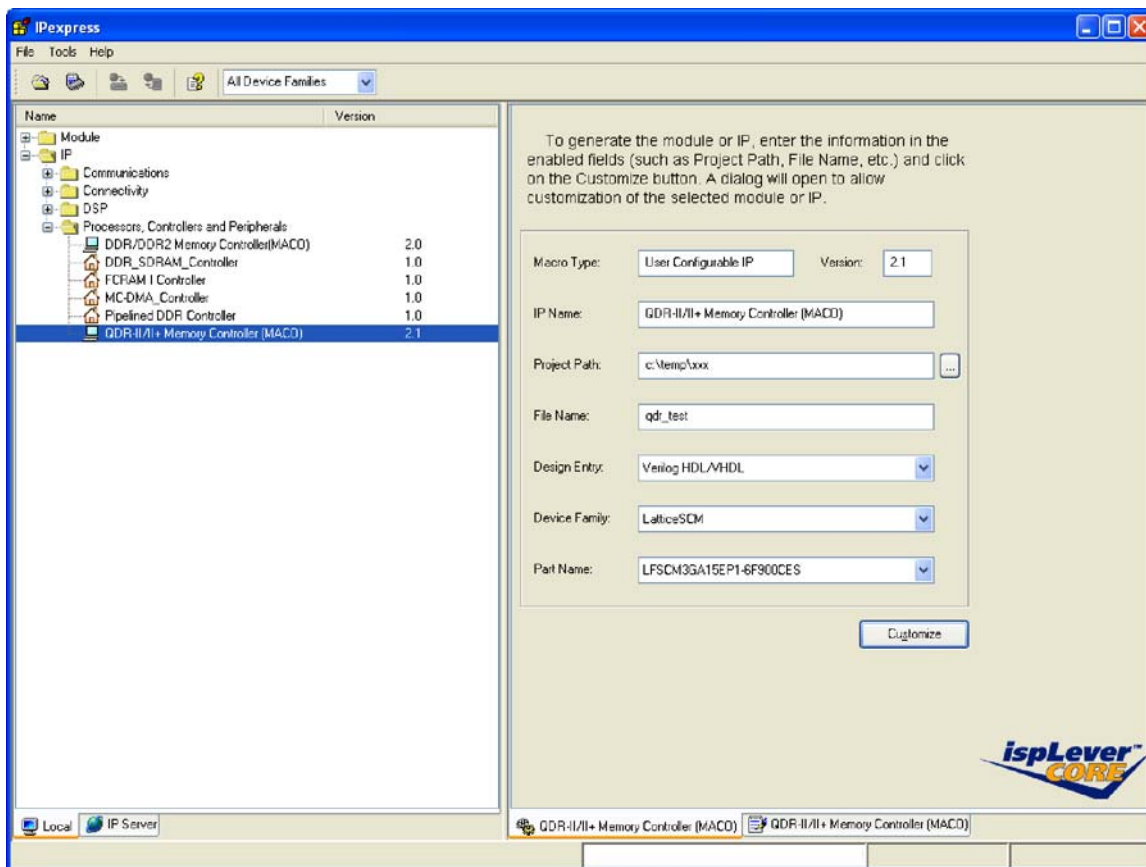 IPexpress
File Tools Help
All Device Families
Name Version
Module
IP
Communications
Connectivity
DSP
Processors, Controllers and Peripherals
DDR/DDR2 Memory Controller(MACO) 2.0
DDR_SDRAM_Controller 1.0
FCRAM I Controller 1.0
MC-DMA_Controller 1.0
Pipelined DDR Controller 1.0
QDR-II/II+ Memory Controller (MACO) 2.1
To generate the module or IP, enter the information in the
enabled fields (such as Project Path, File Name, etc.) and click
on the Customize button. A dialog will open to allow
customization of the selected module or IP.
Macro Type: User Configurable IP Version: 2.1
IP Name: QDR-II/II+ Memory Controller (MACO)
Project Path: c:\temp\xxx ...
File Name: qdr_test
Design Entry: Verilog HDL/VHDL
Device Family: LatticeSCM
Part Name: LFSCM3GA15EP1-6F900CES
Customize
ispLever™
CORE
Local IP Server
QDR-II/II+ Memory Controller (MACO) QDR-II/II+ Memory Controller (MACO)